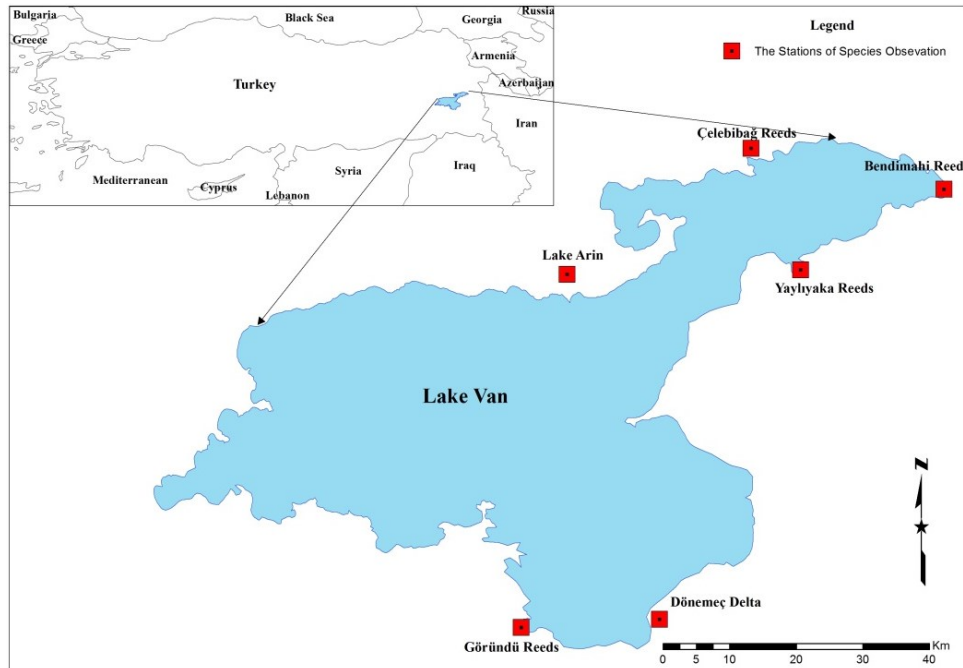 Bulgaria
Black Sea
Georgia
Russia
Greece
Armenia
Turkey
Azerbaijan
Iran
Syria
Iraq
Mediterranean
Cyprus
Lebanon
Legend
The Stations of Species Obsevation
Çelebibağ Reeds
Bendimahi Reed
Lake Arin
Yaylıyaka Reeds
Lake Van
N
Dönemeç Delta
Göründü Reeds
0 5 10 20 30 40
Km